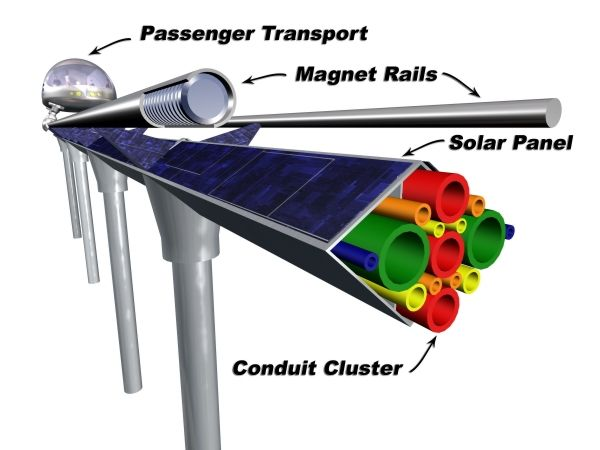 Passenger Transport
Magnet Rails
Solar Panel
Conduit Cluster